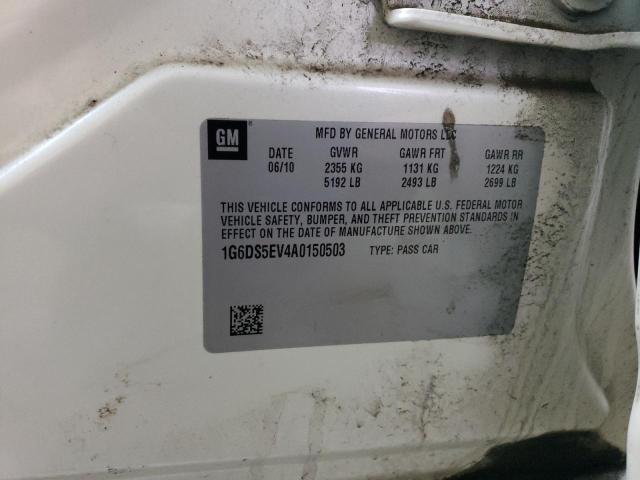 GM
MFD BY GENERAL MOTORS LLC
DATE GVWR GAWR FRT GAWR RR
06/10 2355 KG 1131 KG 1224 KG
5192 LB 2493 LB 2699 LB
THIS VEHICLE CONFORMS TO ALL APPLICABLE U.S. FEDERAL MOTOR
VEHICLE SAFETY, BUMPER, AND THEFT PREVENTION STANDARDS IN
EFFECT ON THE DATE OF MANUFACTURE SHOWN ABOVE.
1G6DS5EV4A0150503 TYPE: PASS CAR